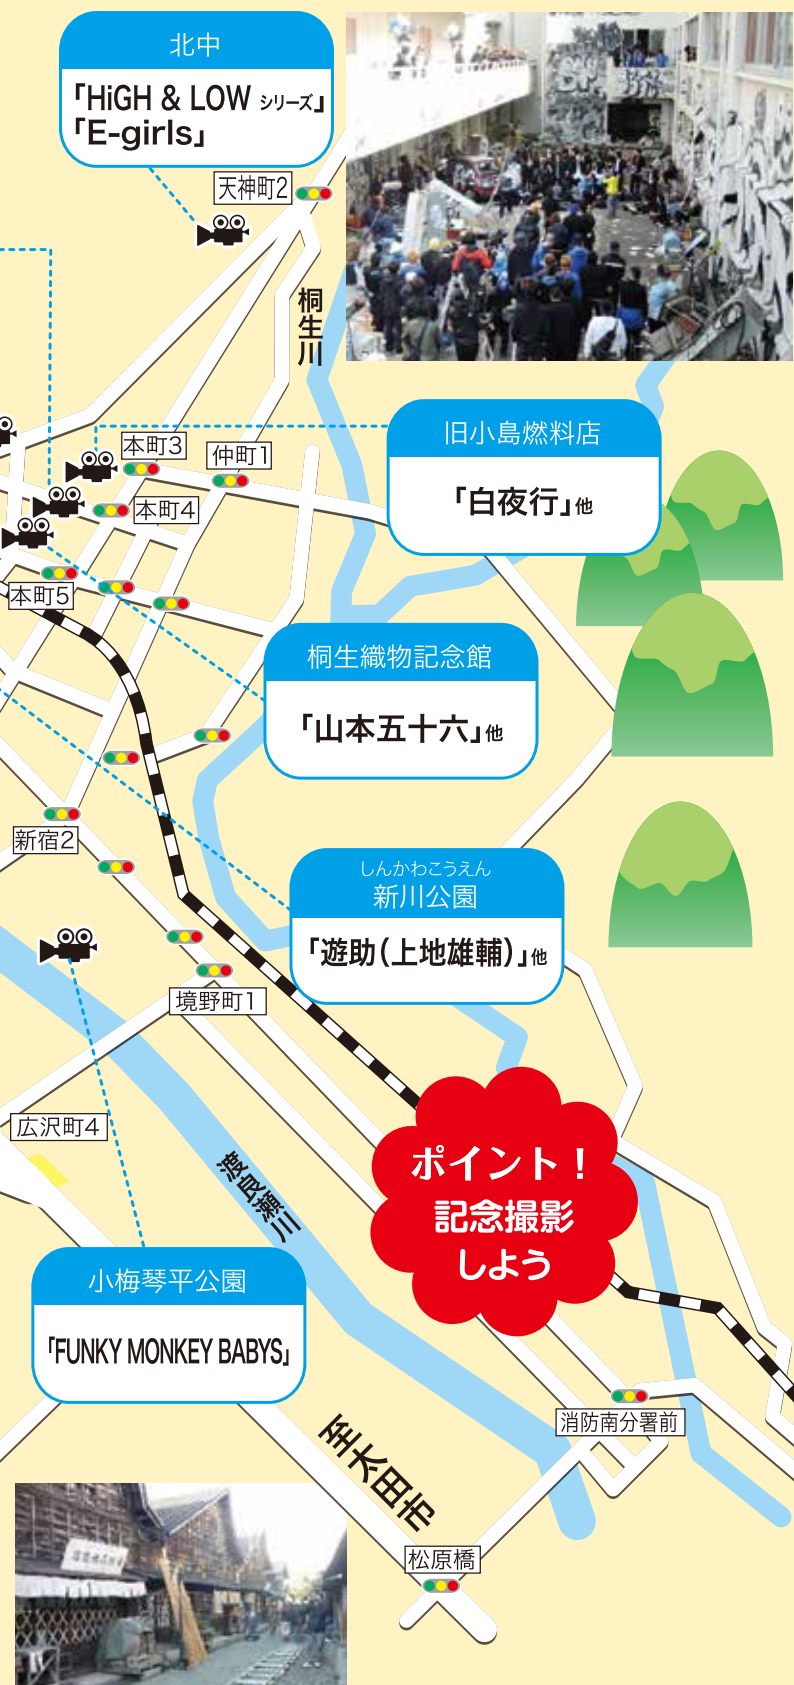 北中
「HiGH & LOW シリーズ」
「E-girls」
天神町2
桐生川
本町3
仲町1
旧小島燃料店
「白夜行」他
本町4
本町5
桐生織物記念館
「山本五十六」他
新宿2
しんかわこうえん
新川公園
「遊助(上地雄輔)」他
境野町1
広沢町4
渡良瀬川
ポイント!
記念撮影
しよう
小梅琴平公園
「FUNKY MONKEY BABYS」
消防南分署前
至太田市
松原橋